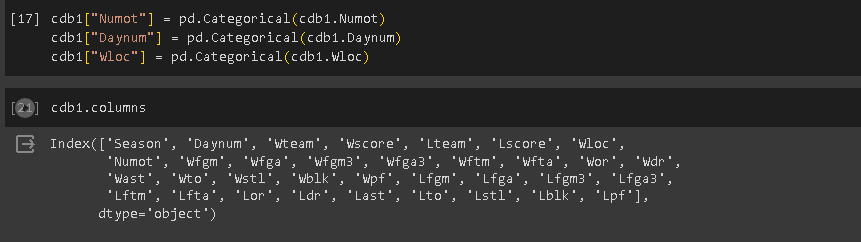 [17] cdb1["Numot"] = pd.Categorical(cdb1.Numot)
cdb1["Daynum"] = pd.Categorical(cdb1.Daynum)
cdb1["Wloc"] = pd.Categorical(cdb1.Wloc)
[21] cdb1.columns
Index(['Season', 'Daynum', 'Wteam', 'Wscore', 'Lteam', 'Lscore', 'Wloc',
'Numot', 'Wfgm', 'Wfga', 'Wfgm3', 'Wfga3', 'Wftm', 'Wfta', 'Wor', 'Wdr',
'Wast', 'Wto', 'Wstl', 'Wblk', 'Wpf', 'Lfgm', 'Lfga', 'Lfgm3', 'Lfga3',
'Lftm', 'Lfta', 'Lor', 'Ldr', 'Last', 'Lto', 'Lstl', 'Lblk', 'Lpf'],
dtype='object')